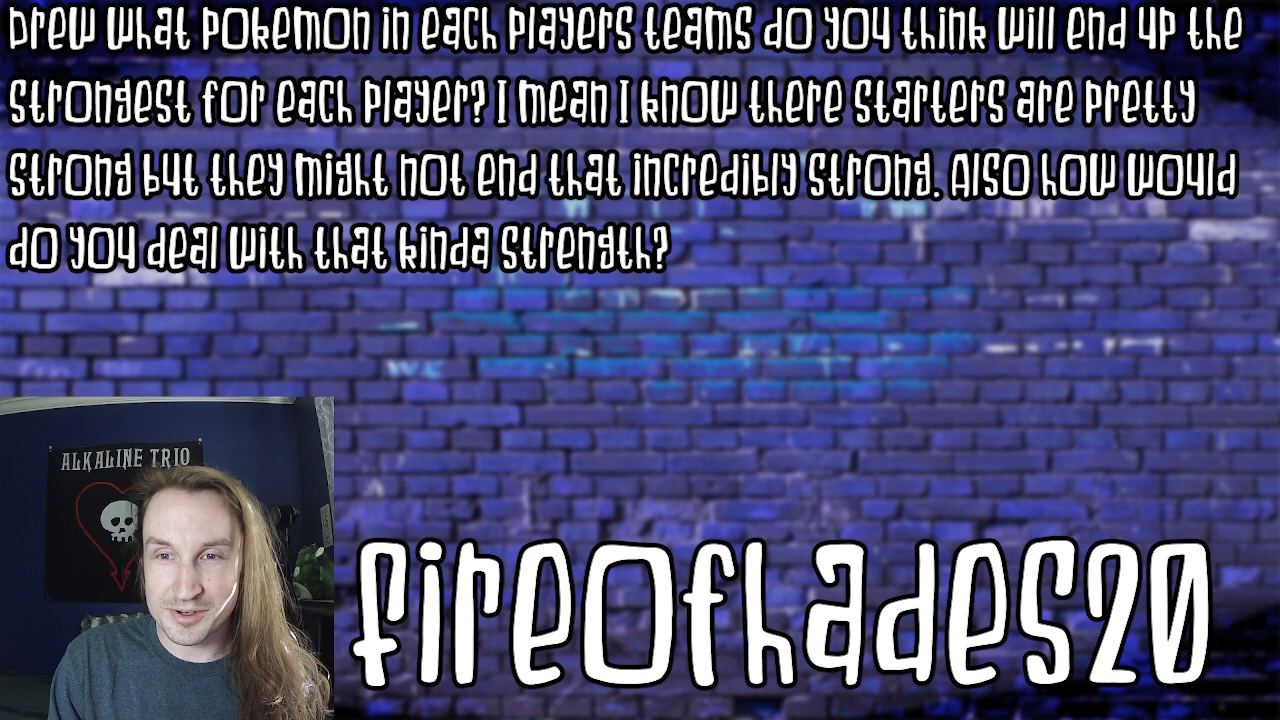 Drew what pokemon in each players teams do you think will end up the
strongest for each player? I mean I know there starters are pretty
strong but they might not end that incredibly strong. Also how would
do you deal with that kinda strength?
ALKALINE TRIO
fireofhades20